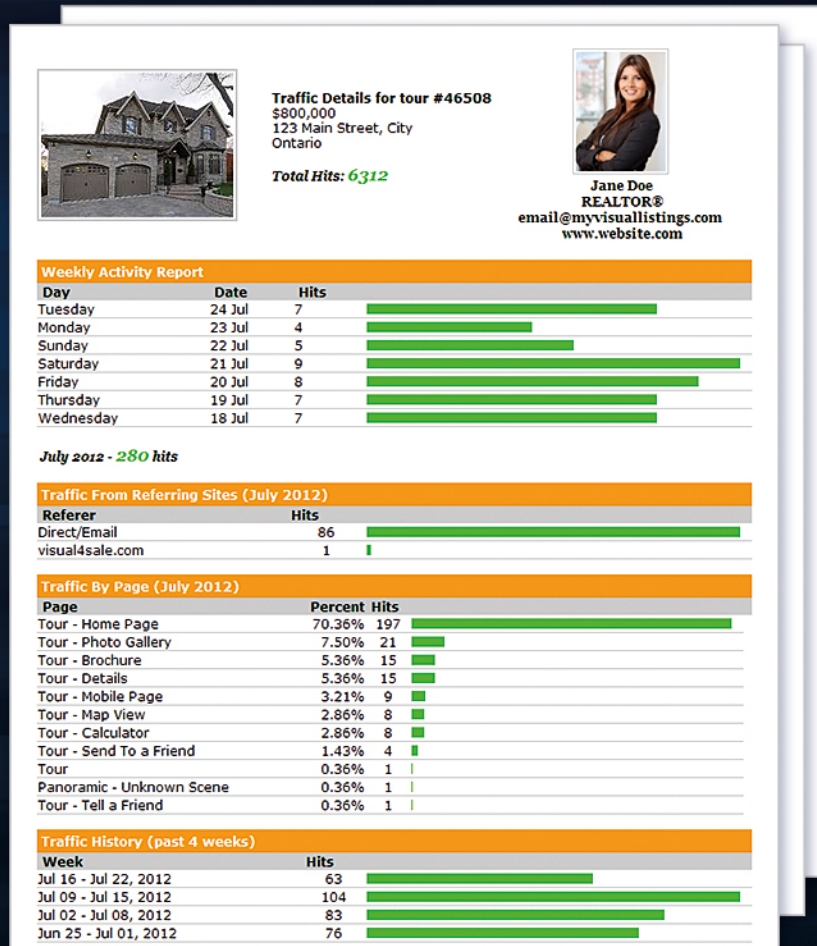 Traffic Details for tour #46508
$800,000
123 Main Street, City
Ontario
Total Hits: 6312
Jane Doe
REALTOR®
email@myvisuallistings.com
www.website.com
Weekly Activity Report
Day Date Hits
Tuesday 24 Jul 7
Monday 23 Jul 4
Sunday 22 Jul 5
Saturday 21 Jul 9
Friday 20 Jul 8
Thursday 19 Jul 7
Wednesday 18 Jul 7
July 2012 - 280 hits
Traffic From Referring Sites (July 2012)
Referer Hits
Direct/Email 86
visual4sale.com 1
Traffic By Page (July 2012)
Page Percent Hits
Tour - Home Page 70.36% 197
Tour - Photo Gallery 7.50% 21
Tour - Brochure 5.36% 15
Tour - Details 5.36% 15
Tour - Mobile Page 3.21% 9
Tour - Map View 2.86% 8
Tour - Calculator 2.86% 8
Tour - Send To a Friend 1.43% 4
Tour 0.36% 1
Panoramic - Unknown Scene 0.36% 1
Tour - Tell a Friend 0.36% 1
Traffic History (past 4 weeks)
Week Hits
Jul 16 - Jul 22, 2012 63
Jul 09 - Jul 15, 2012 104
Jul 02 - Jul 08, 2012 83
Jun 25 - Jul 01, 2012 76